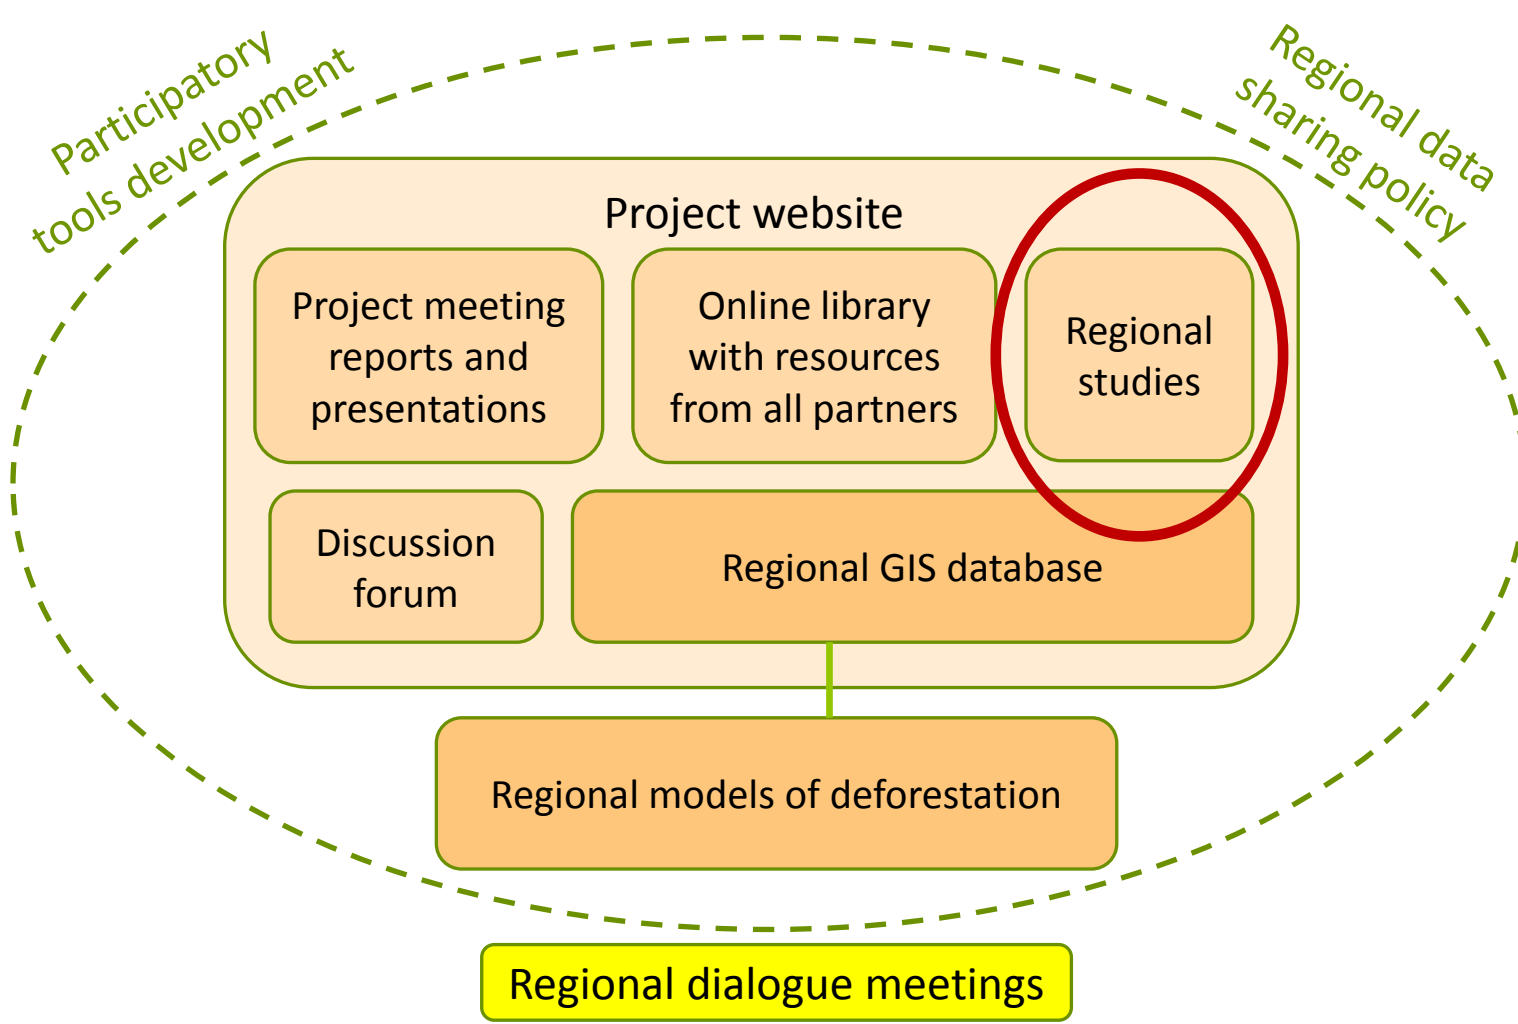 Participatory
tools development
Regional data
sharing policy
Project website
Project meeting
reports and
presentations
Online library
with resources
from all partners
Regional
studies
Discussion
forum
Regional GIS database
Regional models of deforestation
Regional dialogue meetings